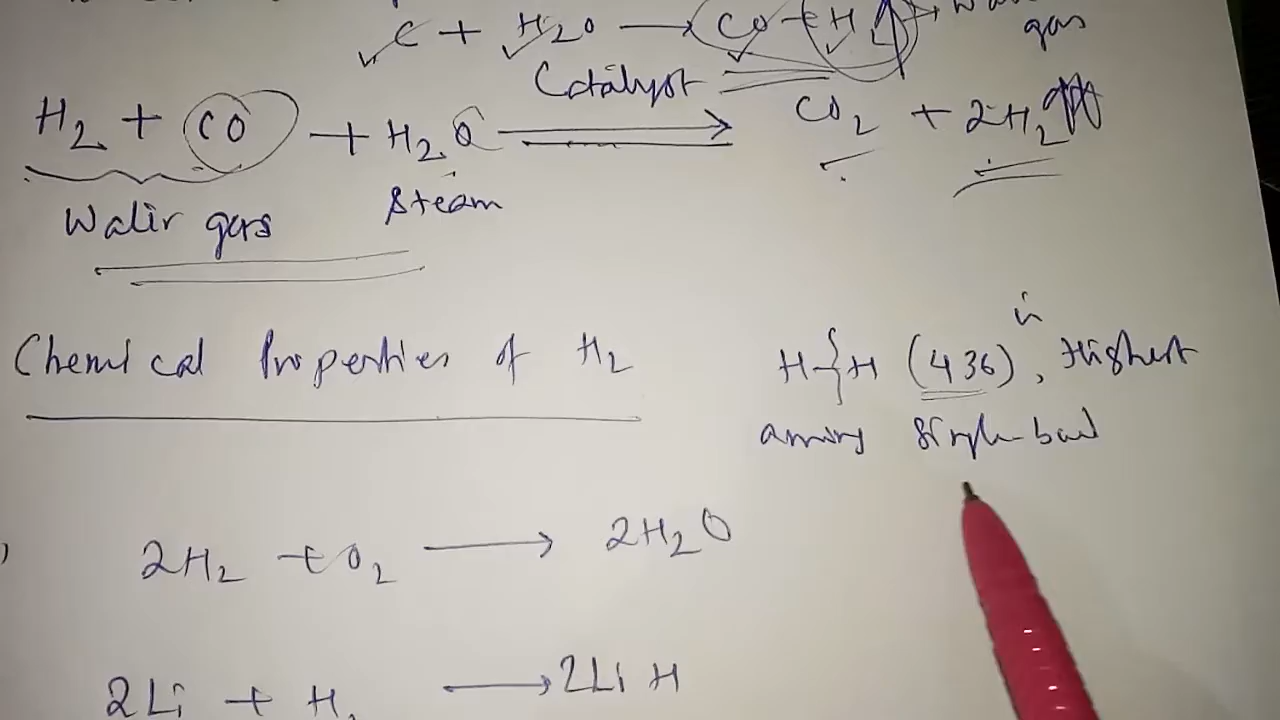 C + H2O → CO + H2 → Wa
gas
Catalyst
H2 + CO + H2O → CO2 + 2H2
Steam
Water gas
Chemical Properties of H2
H-H (436), Highest
among single bond
2H2 + O2 → 2H2O
2Li + H2 → 2LiH